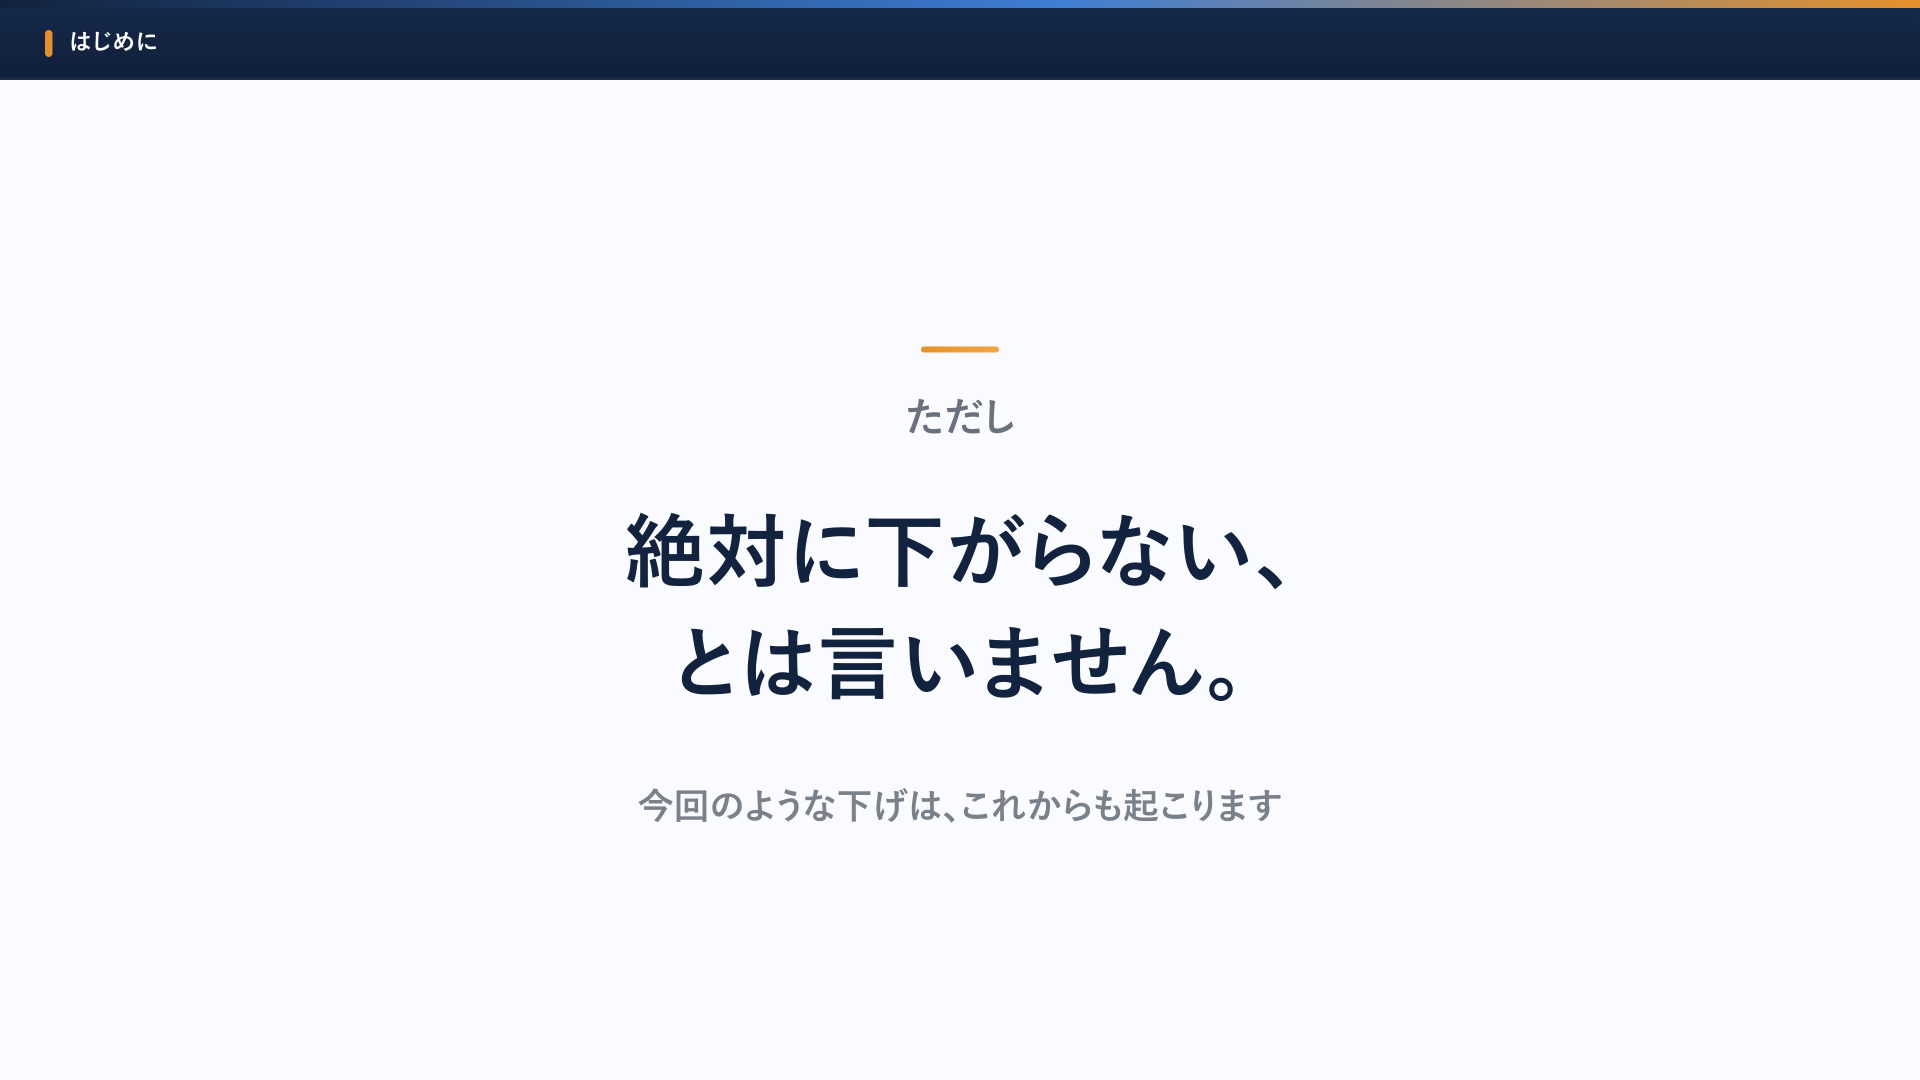 はじめに
ただし
絶対に下がらない、
とは言いません。
今回のような下げは、これからも起こります